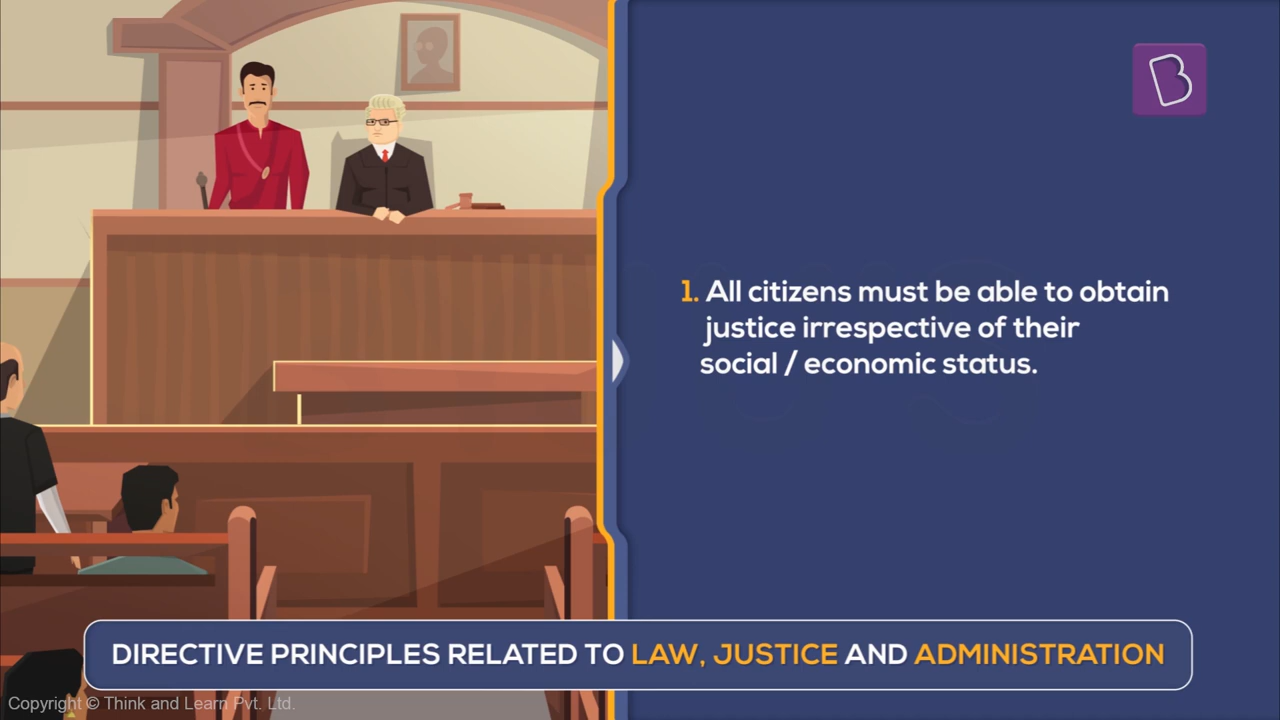 1. All citizens must be able to obtain
justice irrespective of their
social / economic status.
DIRECTIVE PRINCIPLES RELATED TO LAW, JUSTICE AND ADMINISTRATION
Copyright © Think and Learn Pvt. Ltd.